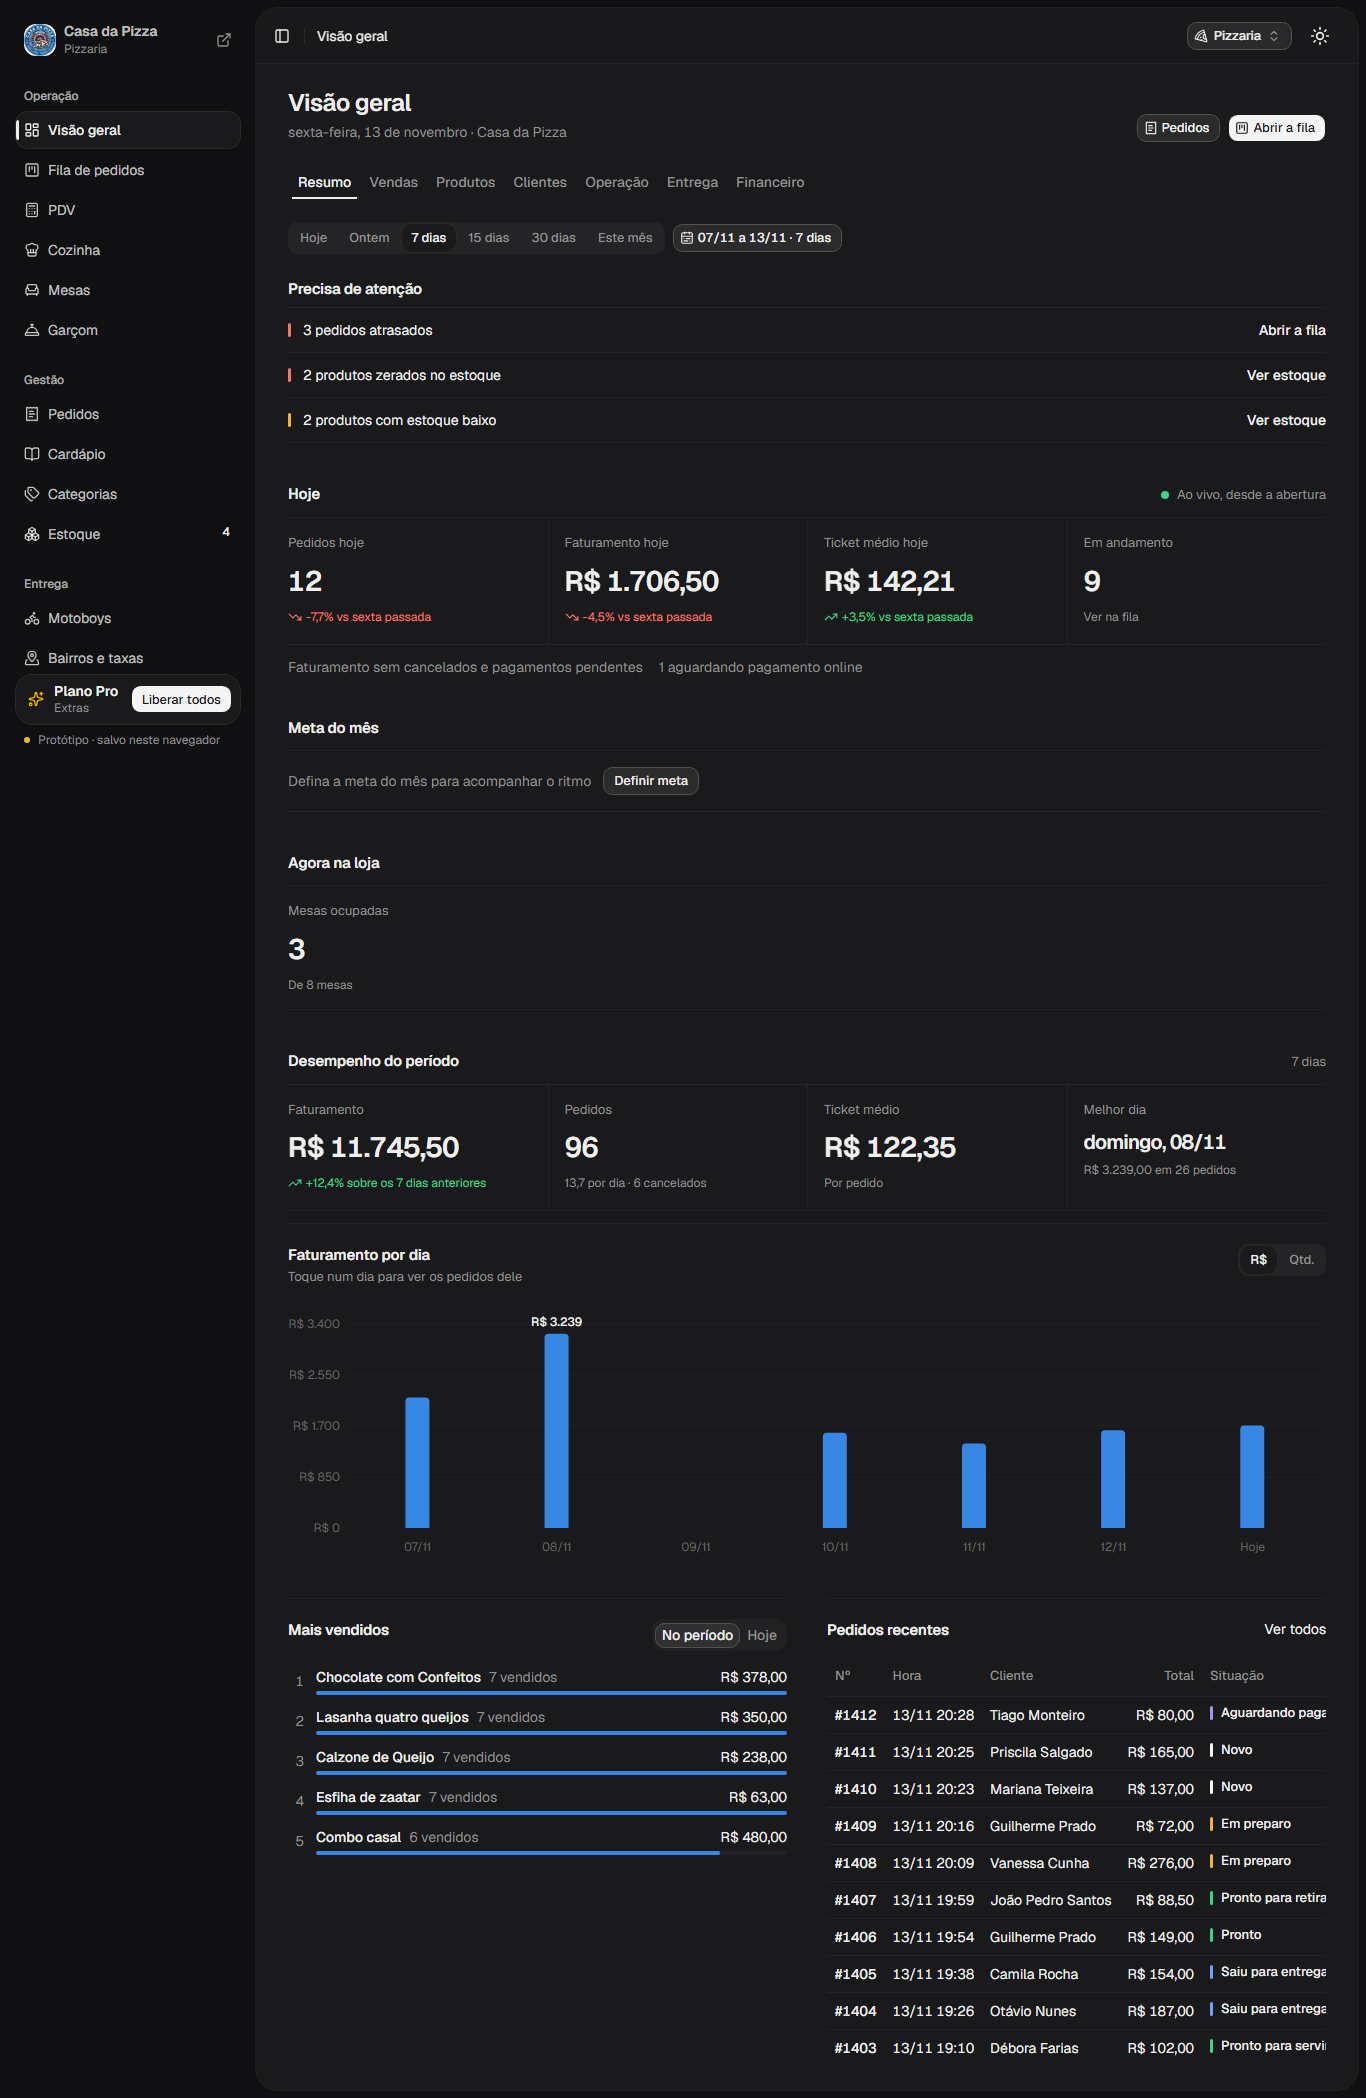 Casa da Pizza
Pizzaria
Operação
Visão geral
Fila de pedidos
PDV
Cozinha
Mesas
Garçom
Gestão
Pedidos
Cardápio
Categorias
Estoque 4
Entrega
Motoboys
Bairros e taxas
Plano Pro
Extras
Liberar todos
Protótipo · salvo neste navegador
Visão geral
Pizzaria
Visão geral
sexta-feira, 13 de novembro · Casa da Pizza
Pedidos
Abrir a fila
Resumo Vendas Produtos Clientes Operação Entrega Financeiro
Hoje Ontem 7 dias 15 dias 30 dias Este mês 07/11 a 13/11 · 7 dias
Precisa de atenção
3 pedidos atrasados Abrir a fila
2 produtos zerados no estoque Ver estoque
2 produtos com estoque baixo Ver estoque
Hoje Ao vivo, desde a abertura
Pedidos hoje
12
-7,7% vs sexta passada
Faturamento hoje
R$ 1.706,50
-4,5% vs sexta passada
Ticket médio hoje
R$ 142,21
+3,5% vs sexta passada
Em andamento
9
Ver na fila
Faturamento sem cancelados e pagamentos pendentes 1 aguardando pagamento online
Meta do mês
Defina a meta do mês para acompanhar o ritmo Definir meta
Agora na loja
Mesas ocupadas
3
De 8 mesas
Desempenho do período 7 dias
Faturamento
R$ 11.745,50
+12,4% sobre os 7 dias anteriores
Pedidos
96
13,7 por dia · 6 cancelados
Ticket médio
R$ 122,35
Por pedido
Melhor dia
domingo, 08/11
R$ 3.239,00 em 26 pedidos
Faturamento por dia
Toque num dia para ver os pedidos dele
R$ Qtd.
R$ 3.400
R$ 2.550
R$ 1.700
R$ 850
R$ 0
R$ 3.239
07/11 08/11 09/11 10/11 11/11 12/11 Hoje
Mais vendidos No período Hoje
1 Chocolate com Confeitos 7 vendidos R$ 378,00
2 Lasanha quatro queijos 7 vendidos R$ 350,00
3 Calzone de Queijo 7 vendidos R$ 238,00
4 Esfiha de zaatar 7 vendidos R$ 63,00
5 Combo casal 6 vendidos R$ 480,00
Pedidos recentes Ver todos
Nº Hora Cliente Total Situação
#1412 13/11 20:28 Tiago Monteiro R$ 80,00 Aguardando paga
#1411 13/11 20:25 Priscila Salgado R$ 165,00 Novo
#1410 13/11 20:23 Mariana Teixeira R$ 137,00 Novo
#1409 13/11 20:16 Guilherme Prado R$ 72,00 Em preparo
#1408 13/11 20:09 Vanessa Cunha R$ 276,00 Em preparo
#1407 13/11 19:59 João Pedro Santos R$ 88,50 Pronto para retira
#1406 13/11 19:54 Guilherme Prado R$ 149,00 Pronto
#1405 13/11 19:38 Camila Rocha R$ 154,00 Saiu para entrega
#1404 13/11 19:26 Otávio Nunes R$ 187,00 Saiu para entrega
#1403 13/11 19:10 Débora Farias R$ 102,00 Pronto para servi